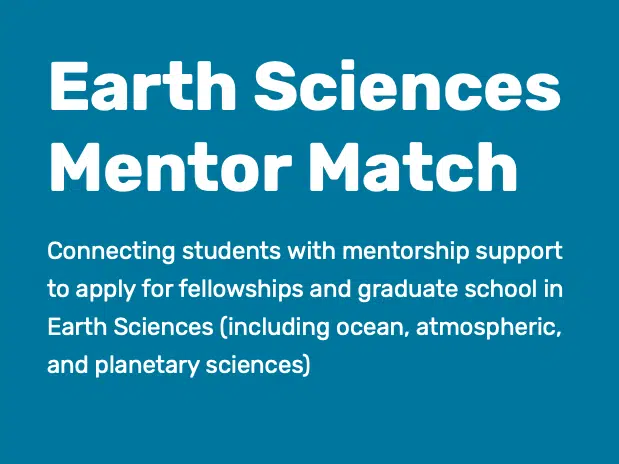 Earth Sciences
Mentor Match
Connecting students with mentorship support
to apply for fellowships and graduate school in
Earth Sciences (including ocean, atmospheric,
and planetary sciences)